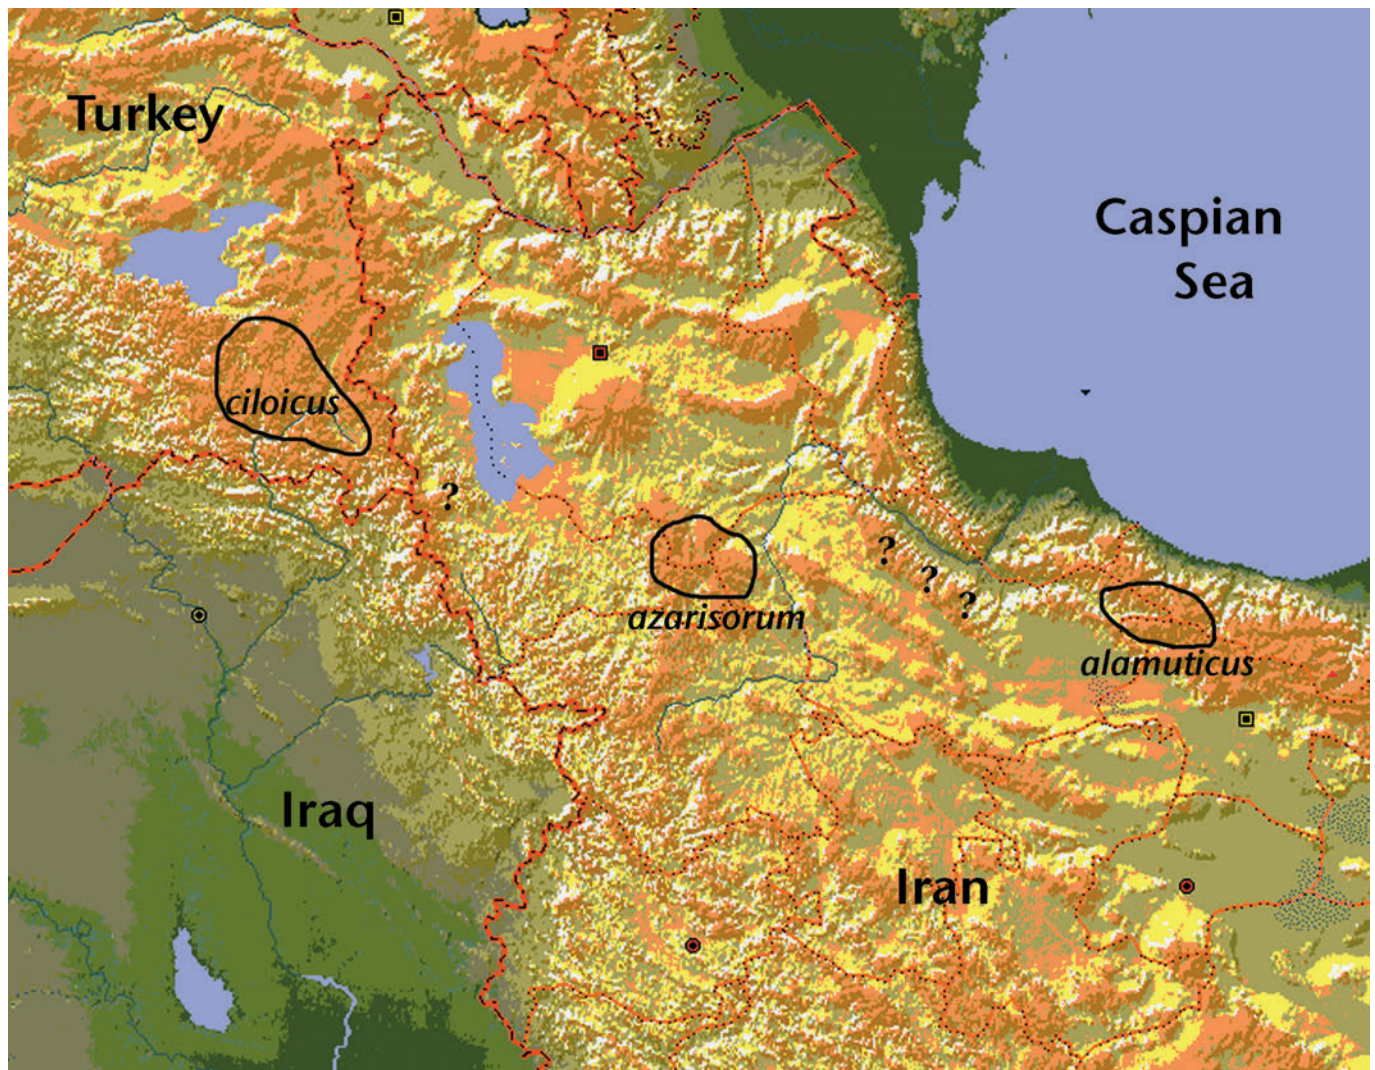 Turkey
Caspian
Sea
ciloicus
?
?
?
?
azarisorum
alamuticus
Iraq
Iran